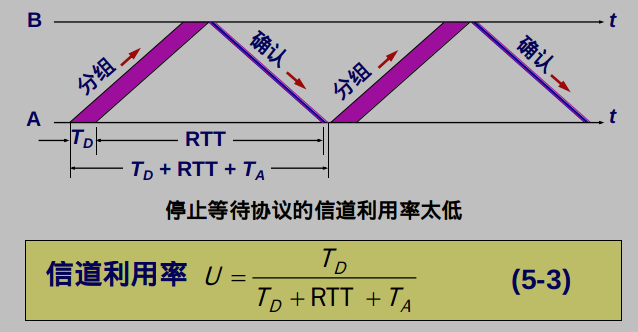 B
t
分组
确认
分组
确认
A
t
T_D
RTT
T_D + RTT + T_A
停止等待协议的信道利用率太低
信道利用率 U = T_D / (T_D + RTT + T_A) (5-3)